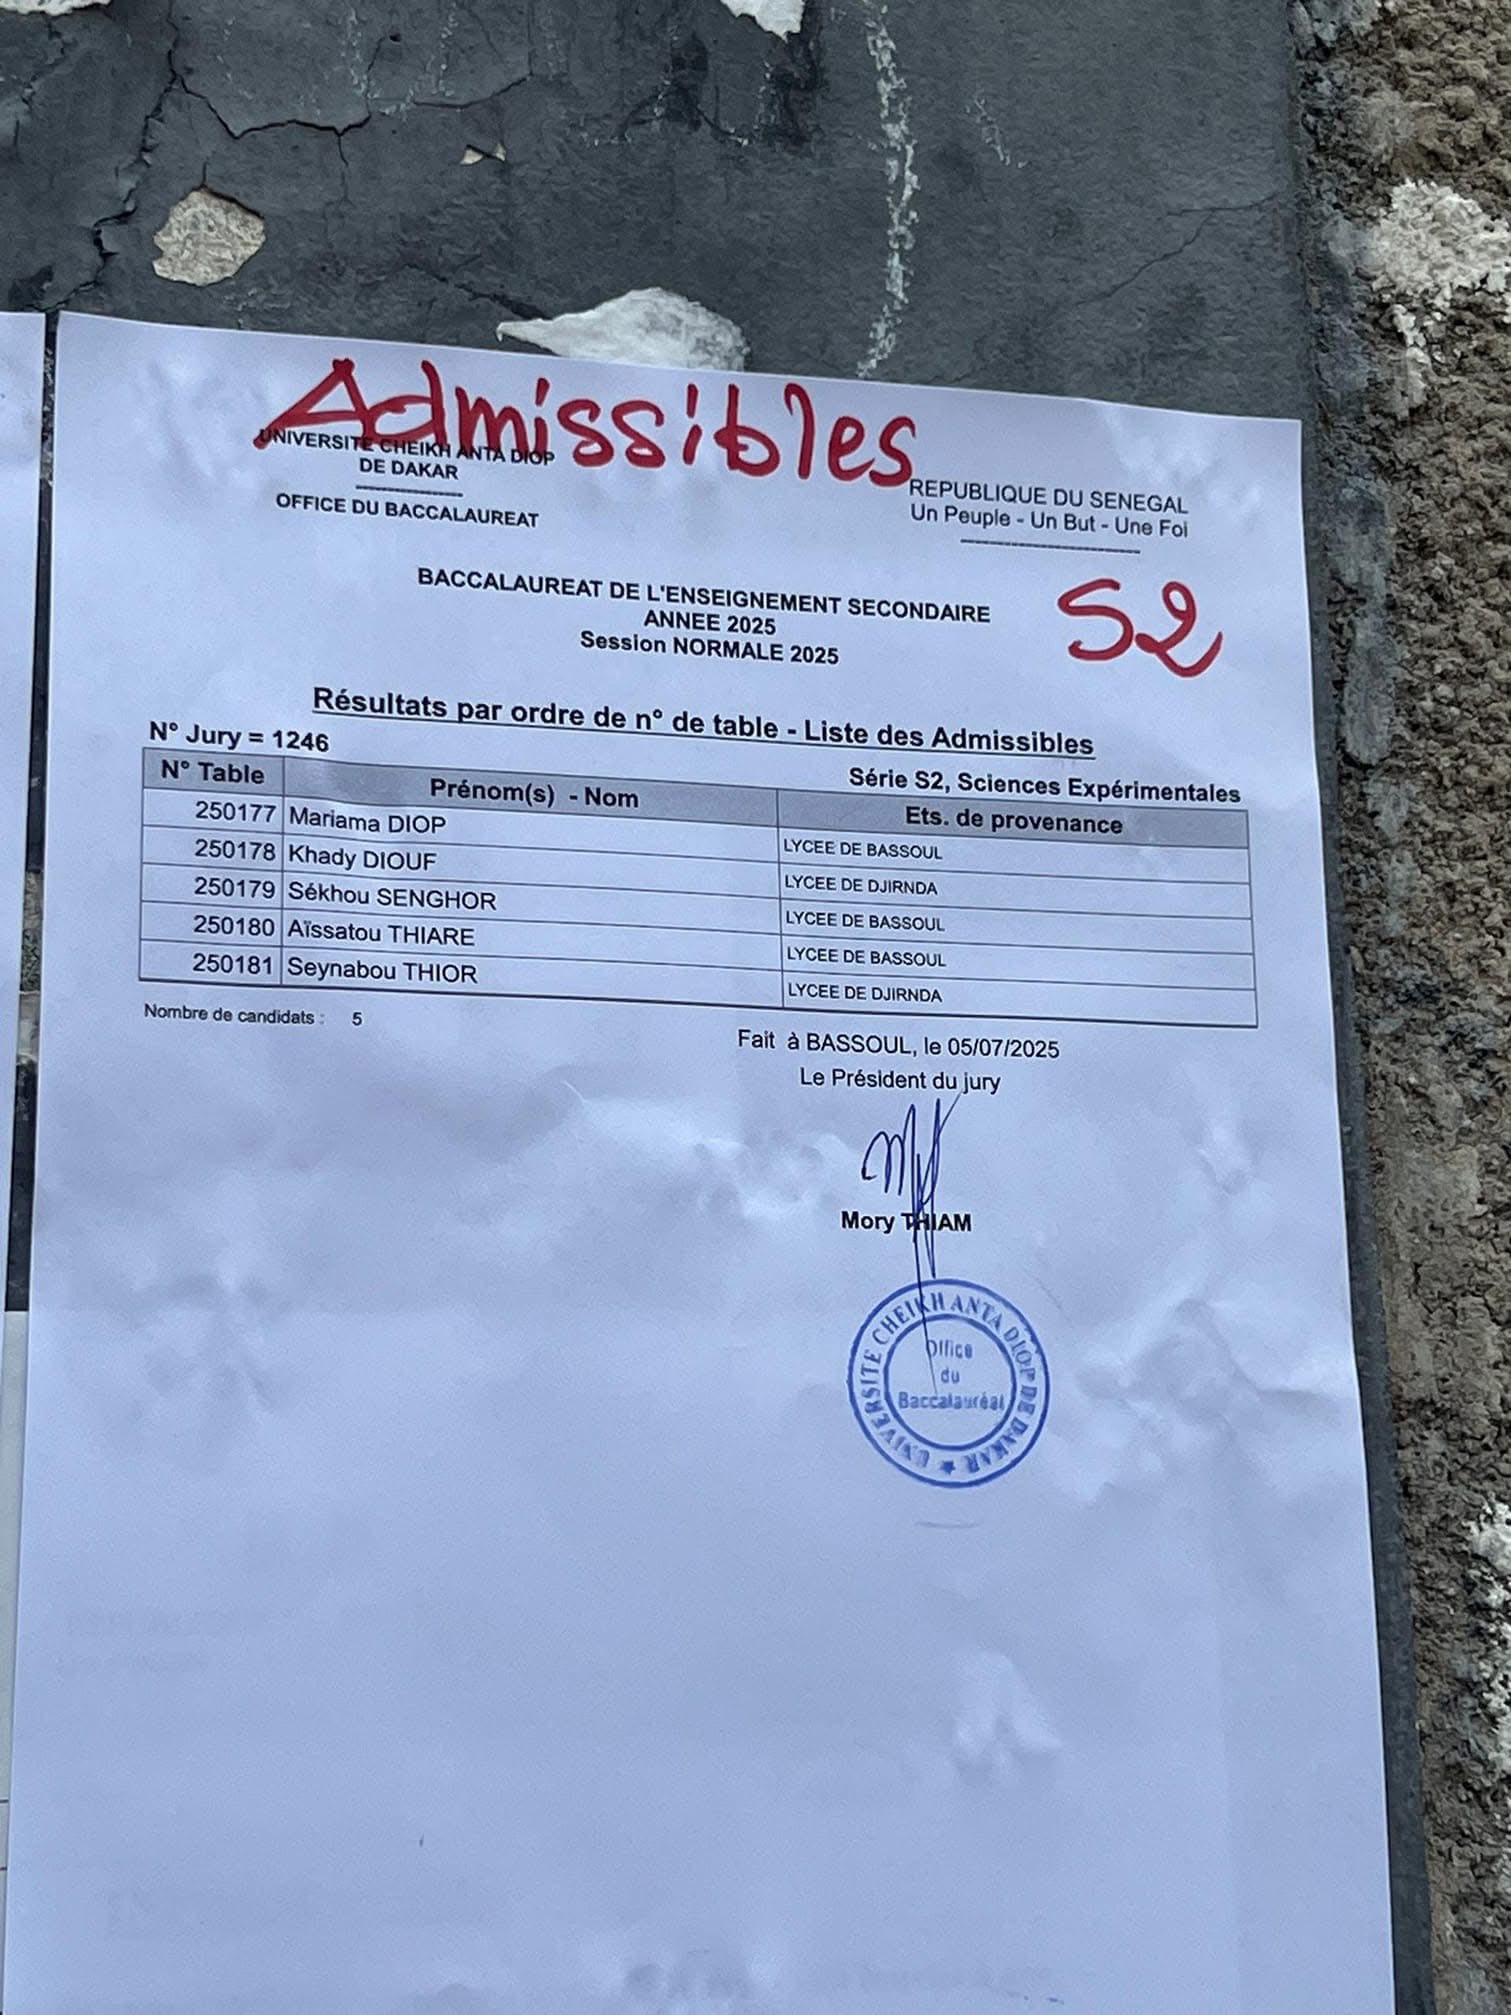 Admissibles
UNIVERSITE CHEIKH ANTA DIOP
DE DAKAR
OFFICE DU BACCALAUREAT
REPUBLIQUE DU SENEGAL
Un Peuple - Un But - Une Foi
S2
BACCALAUREAT DE L'ENSEIGNEMENT SECONDAIRE
ANNEE 2025
Session NORMALE 2025
Résultats par ordre de n° de table - Liste des Admissibles
N° Jury = 1246
Série S2, Sciences Expérimentales
N° Table Prénom(s) - Nom Ets. de provenance
250177 Mariama DIOP LYCEE DE BASSOUL
250178 Khady DIOUF LYCEE DE DJIRNDA
250179 Sékhou SENGHOR LYCEE DE BASSOUL
250180 Aïssatou THIARE LYCEE DE BASSOUL
250181 Seynabou THIOR LYCEE DE DJIRNDA
Nombre de candidats : 5
Fait à BASSOUL, le 05/07/2025
Le Président du jury
Mory THIAM
UNIVERSITE CHEIKH ANTA DIOP DE DAKAR
Office
du
Baccalauréat